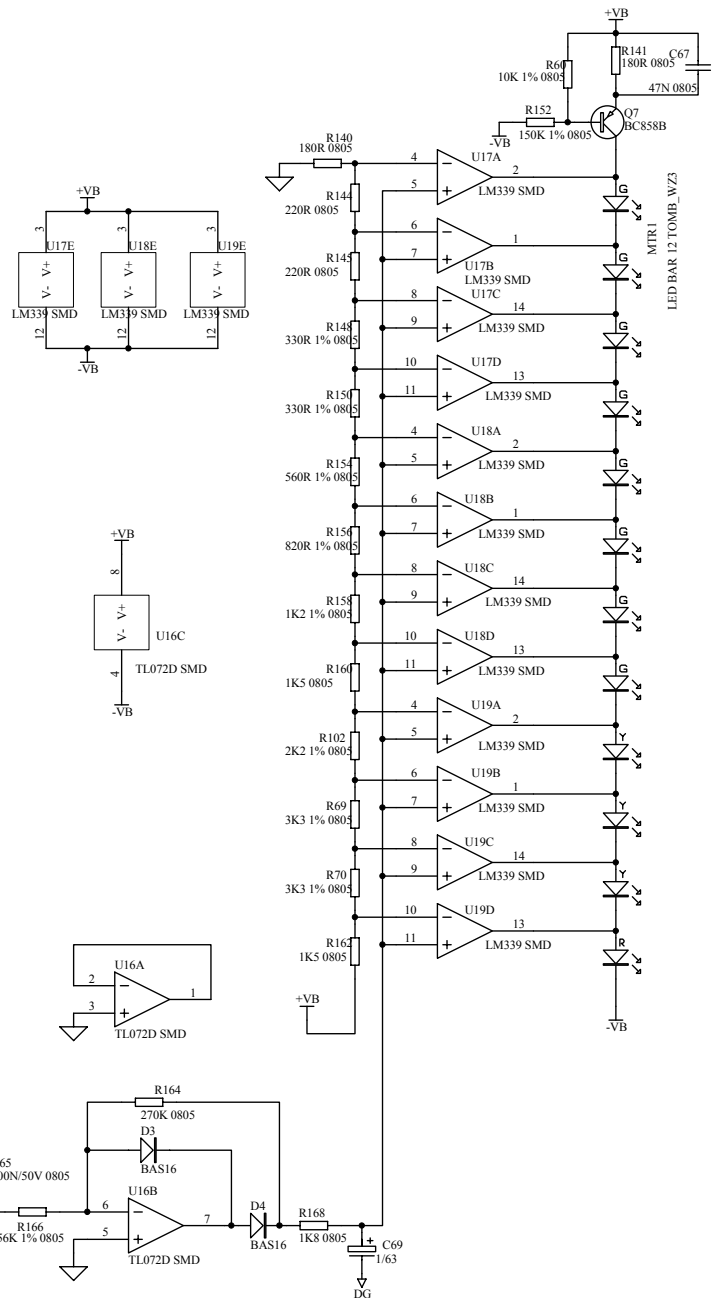 +VB
R141
180R 0805
C67
47N 0805
R60
10K 1% 0805
R152
150K 1% 0805
-VB
Q7
BC858B
R140
180R 0805
4
5
U17A
2
LM339 SMD
G
MTR1
LED BAR 12 TOMB_WZ3
R144
220R 0805
6
7
1
U17B
LM339 SMD
G
R145
220R 0805
8
9
U17C
14
LM339 SMD
G
R148
330R 1% 0805
10
11
U17D
13
LM339 SMD
G
R150
330R 1% 0805
4
5
U18A
2
LM339 SMD
G
R154
560R 1% 0805
6
7
U18B
1
LM339 SMD
G
R156
820R 1% 0805
8
9
U18C
14
LM339 SMD
G
R158
1K2 1% 0805
10
11
U18D
13
LM339 SMD
G
R160
1K5 0805
4
5
U19A
2
LM339 SMD
Y
R102
2K2 1% 0805
6
7
U19B
1
LM339 SMD
Y
R69
3K3 1% 0805
8
9
U19C
14
LM339 SMD
Y
R70
3K3 1% 0805
10
11
U19D
13
LM339 SMD
R
R162
1K5 0805
+VB
-VB
+VB
3
3
3
U17E
U18E
U19E
V- V+
V- V+
V- V+
LM339 SMD
LM339 SMD
LM339 SMD
12
12
12
-VB
+VB
8
V- V+
U16C
4
TL072D SMD
-VB
U16A
2
3
1
TL072D SMD
R164
270K 0805
D3
BAS16
65
00N/50V 0805
R166
56K 1% 0805
U16B
6
5
7
TL072D SMD
D4
BAS16
R168
1K8 0805
+
C69
1/63
DG